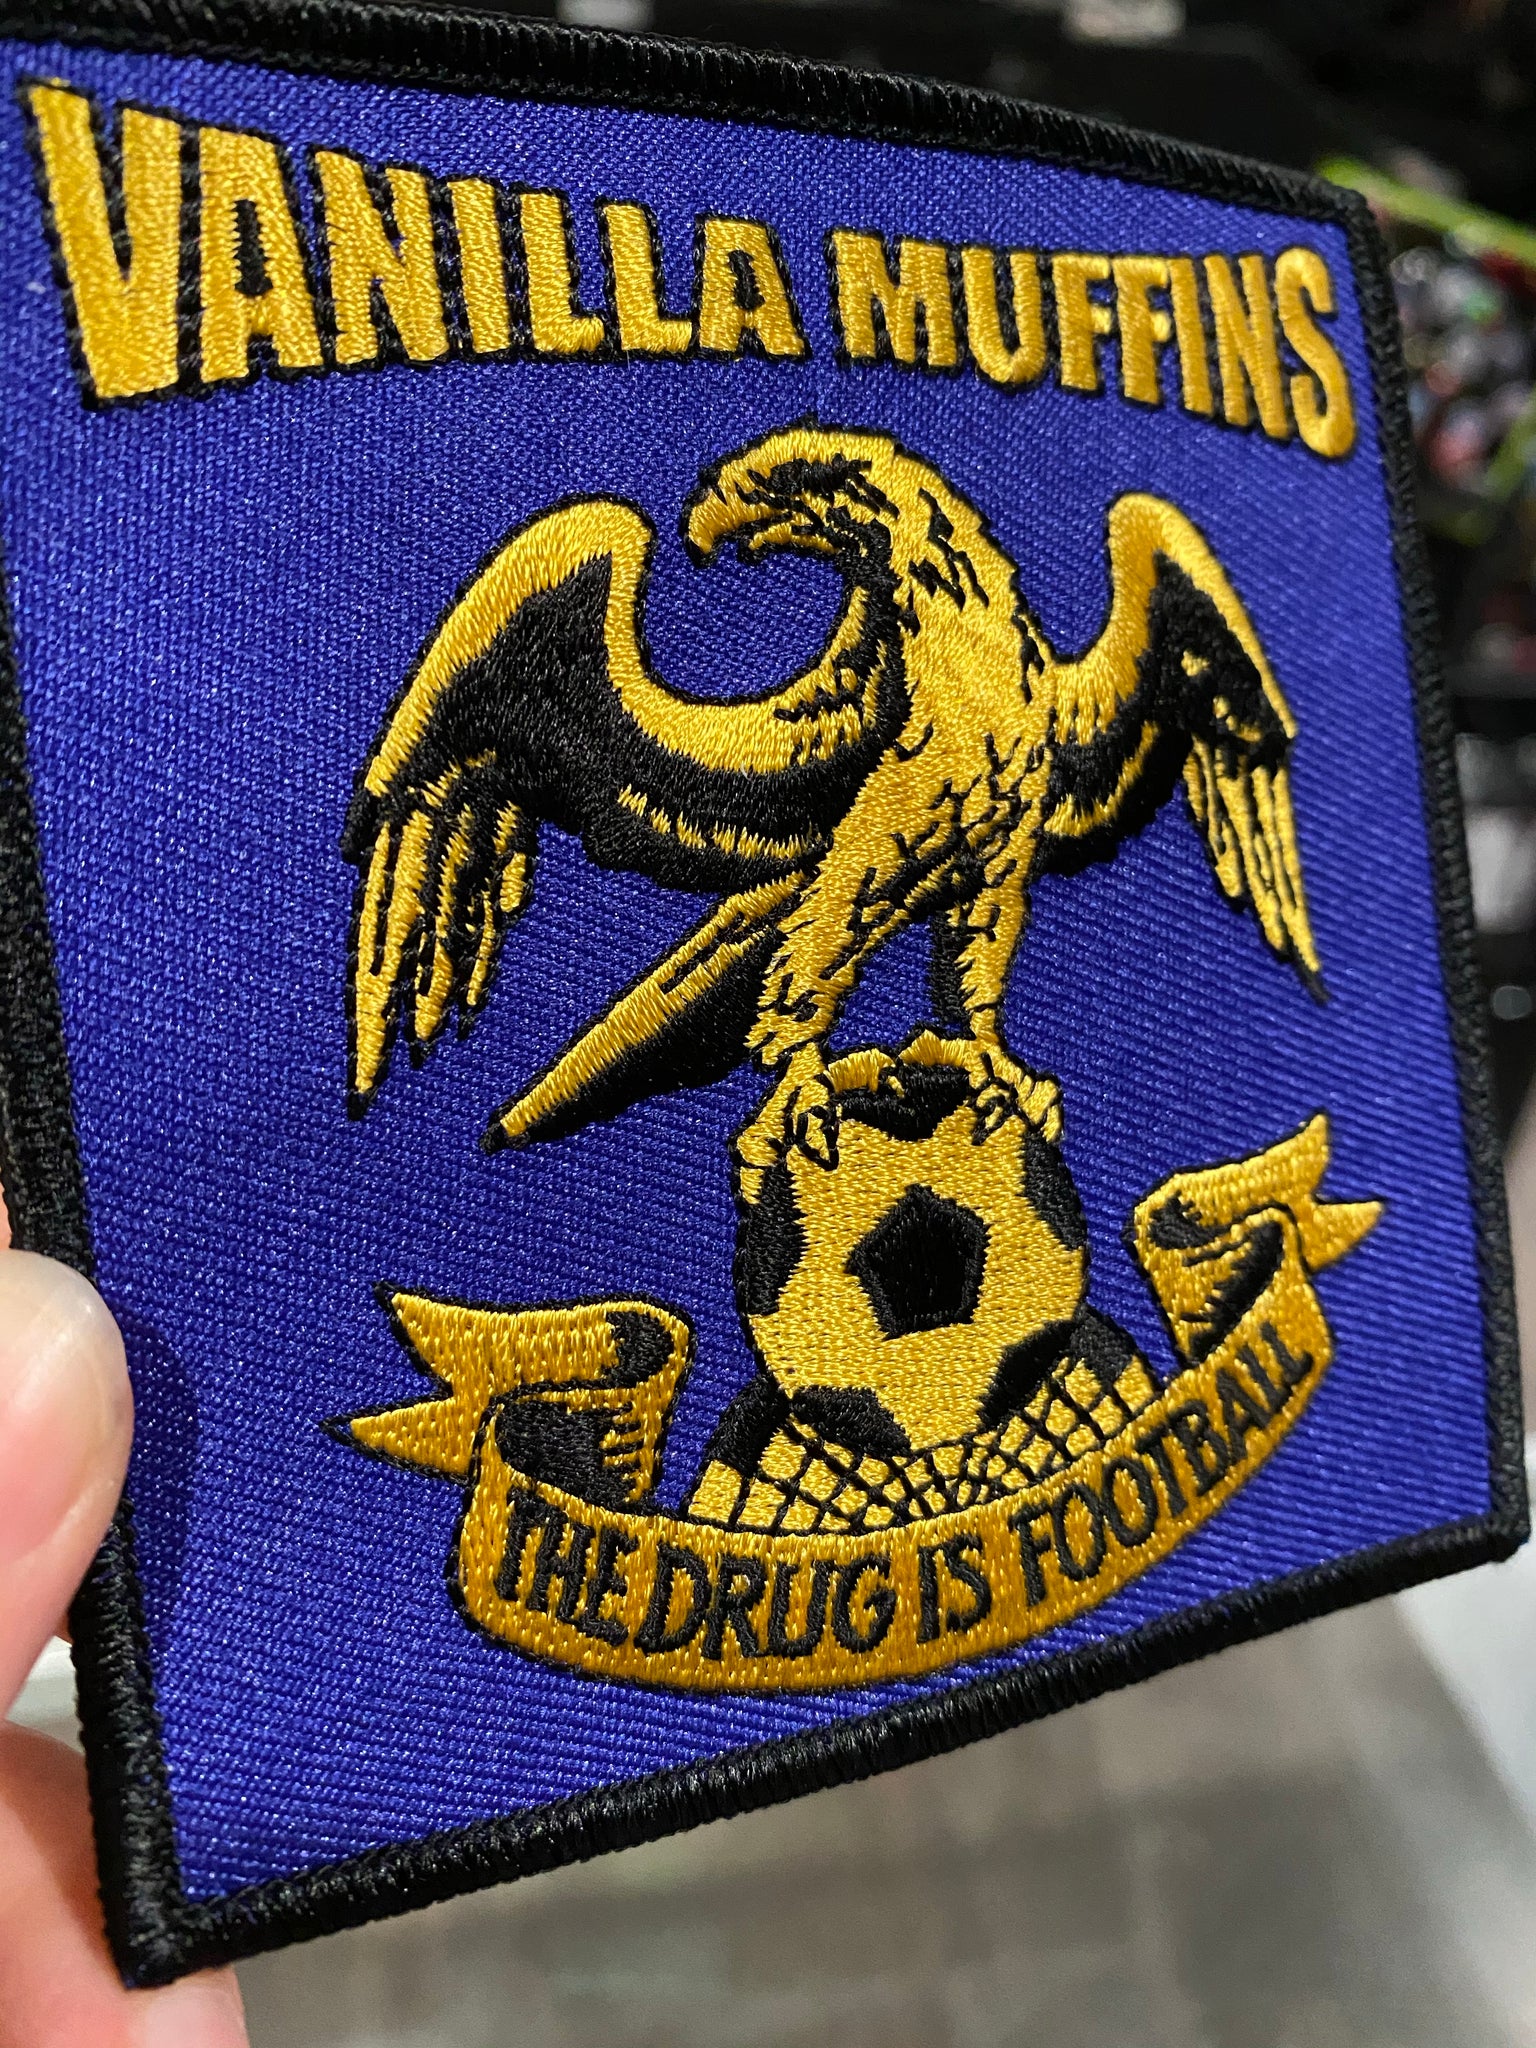 VANILLA MUFFINS
THE DRUG IS FOOTBALL